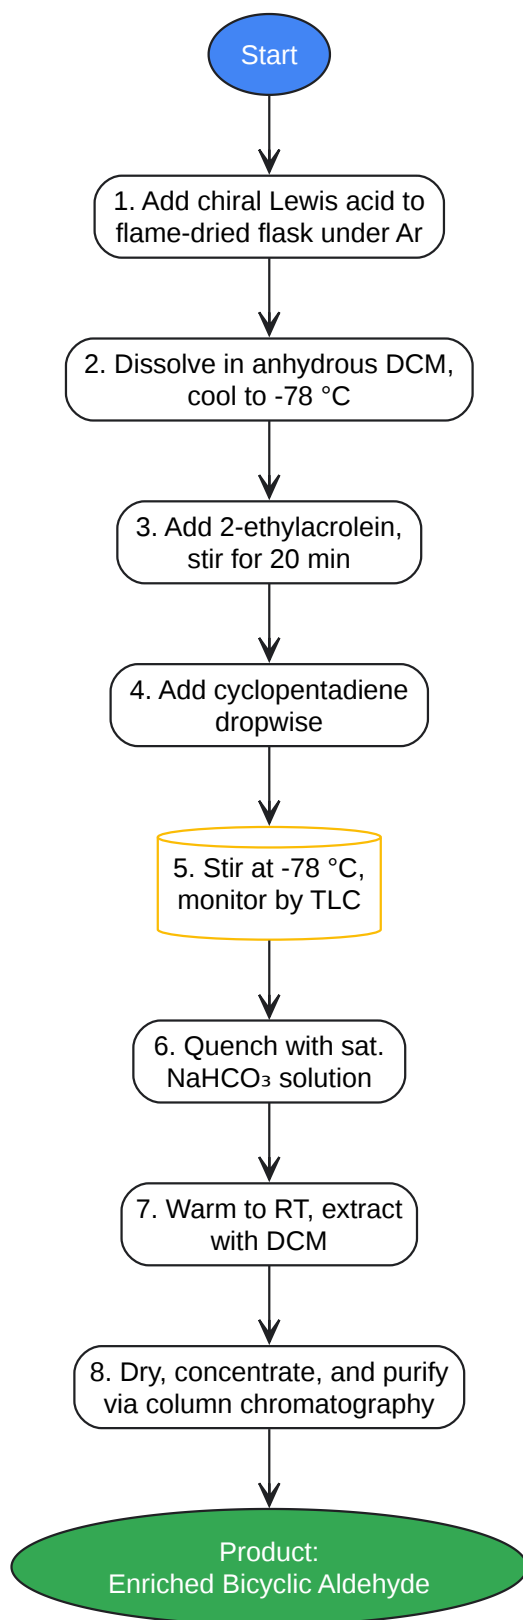 Start
1. Add chiral Lewis acid to
flame-dried flask under Ar
2. Dissolve in anhydrous DCM,
cool to -78 °C
3. Add 2-ethylacrolein,
stir for 20 min
4. Add cyclopentadiene
dropwise
5. Stir at -78 °C,
monitor by TLC
6. Quench with sat.
NaHCO₃ solution
7. Warm to RT, extract
with DCM
8. Dry, concentrate, and purify
via column chromatography
Product:
Enriched Bicyclic Aldehyde